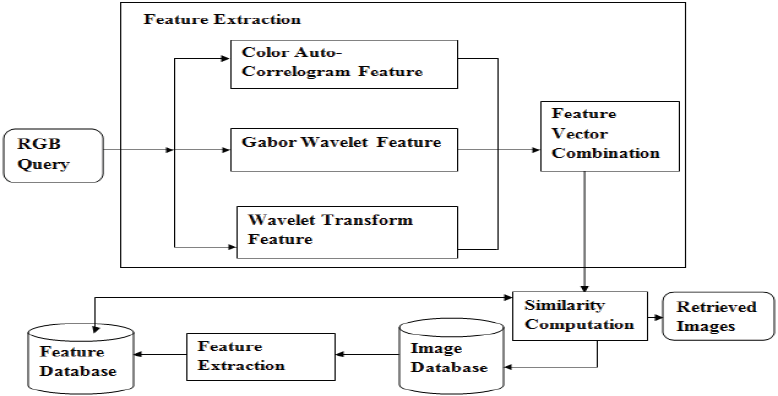 Feature Extraction
Color Auto-
Correlogram Feature
RGB
Query
Gabor Wavelet Feature
Feature
Vector
Combination
Wavelet Transform
Feature
Similarity
Computation
Retrieved
Images
Feature
Database
Feature
Extraction
Image
Database